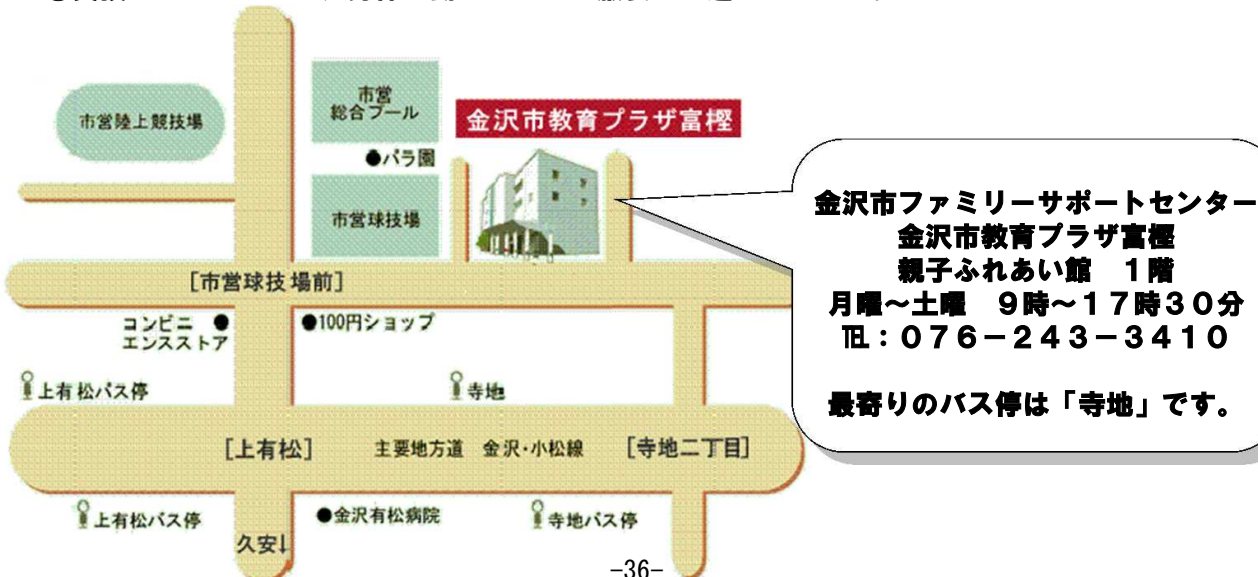 市営
総合プール
市営陸上競技場
金沢市教育プラザ富樫
●バラ園
市営球技場
金沢市ファミリーサポートセンター
金沢市教育プラザ富樫
親子ふれあい館 1階
月曜～土曜 9時～17時30分
℡:076-243-3410
最寄りのバス停は「寺地」です。
[市営球技場前]
コンビニ ●
エンスストア
●100円ショップ
上有松バス停
寺地
[上有松]
主要地方道 金沢・小松線
[寺地二丁目]
上有松バス停
●金沢有松病院
寺地バス停
久安↓
-36-